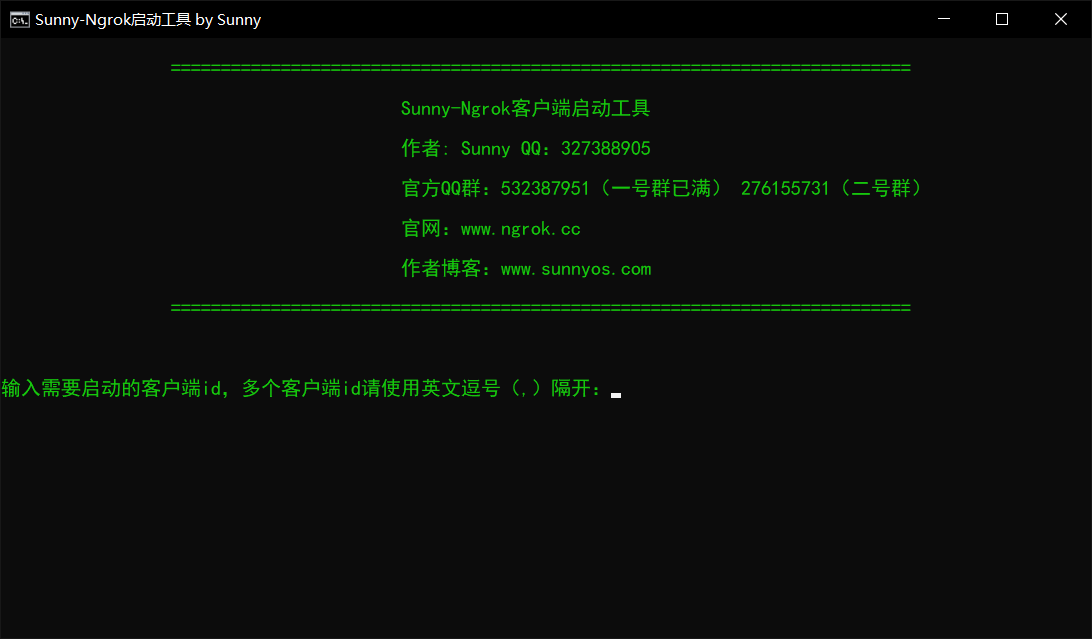 Sunny-Ngrok启动工具 by Sunny
==========================================================================
Sunny-Ngrok客户端启动工具
作者: Sunny QQ：327388905
官方QQ群：532387951（一号群已满） 276155731（二号群）
官网：www.ngrok.cc
作者博客：www.sunnyos.com
==========================================================================
输入需要启动的客户端id，多个客户端id请使用英文逗号（,）隔开：